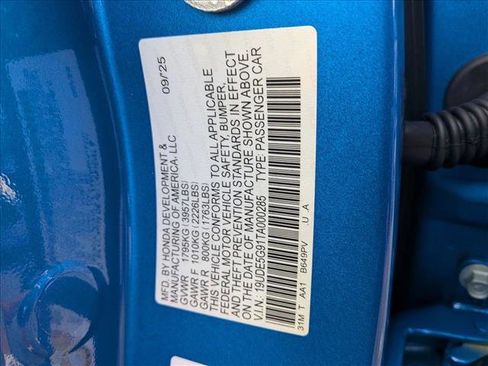 09/'25
MFD. BY HONDA DEVELOPMENT &
MANUFACTURING OF AMERICA, LLC
GVWR 1795KG(3957LBS)
GAWR F 1010KG(2226LBS)
GAWR R 800KG(1763LBS)
THIS VEHICLE CONFORMS TO ALL APPLICABLE
FEDERAL MOTOR VEHICLE SAFETY, BUMPER,
AND THEFT PREVENTION STANDARDS IN EFFECT
ON THE DATE OF MANUFACTURE SHOWN ABOVE.
V.I.N.: 19UDE5G91TA000285 TYPE:PASSENGER CAR
31M T AA1 B649PV U A